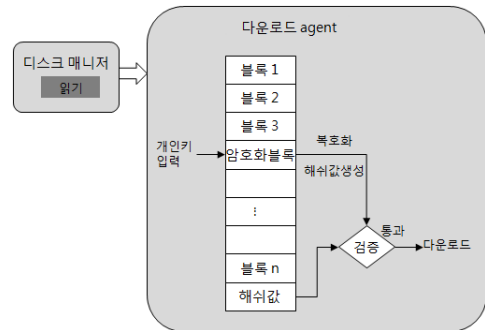 다운로드 agent
디스크 매니저
읽기
블록 1
블록 2
블록 3
개인키
입력
암호화블록
복호화
해쉬값생성
⋮
통과
검증
다운로드
블록 n
해쉬값